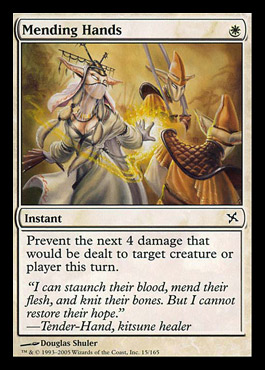 Mending Hands
Instant
Prevent the next 4 damage that
would be dealt to target creature or
player this turn.
“I can staunch their blood, mend their
flesh, and knit their bones. But I cannot
restore their hope.”
—Tender-Hand, kitsune healer
Douglas Shuler
™ & © 1993–2005 Wizards of the Coast, Inc. 15/165